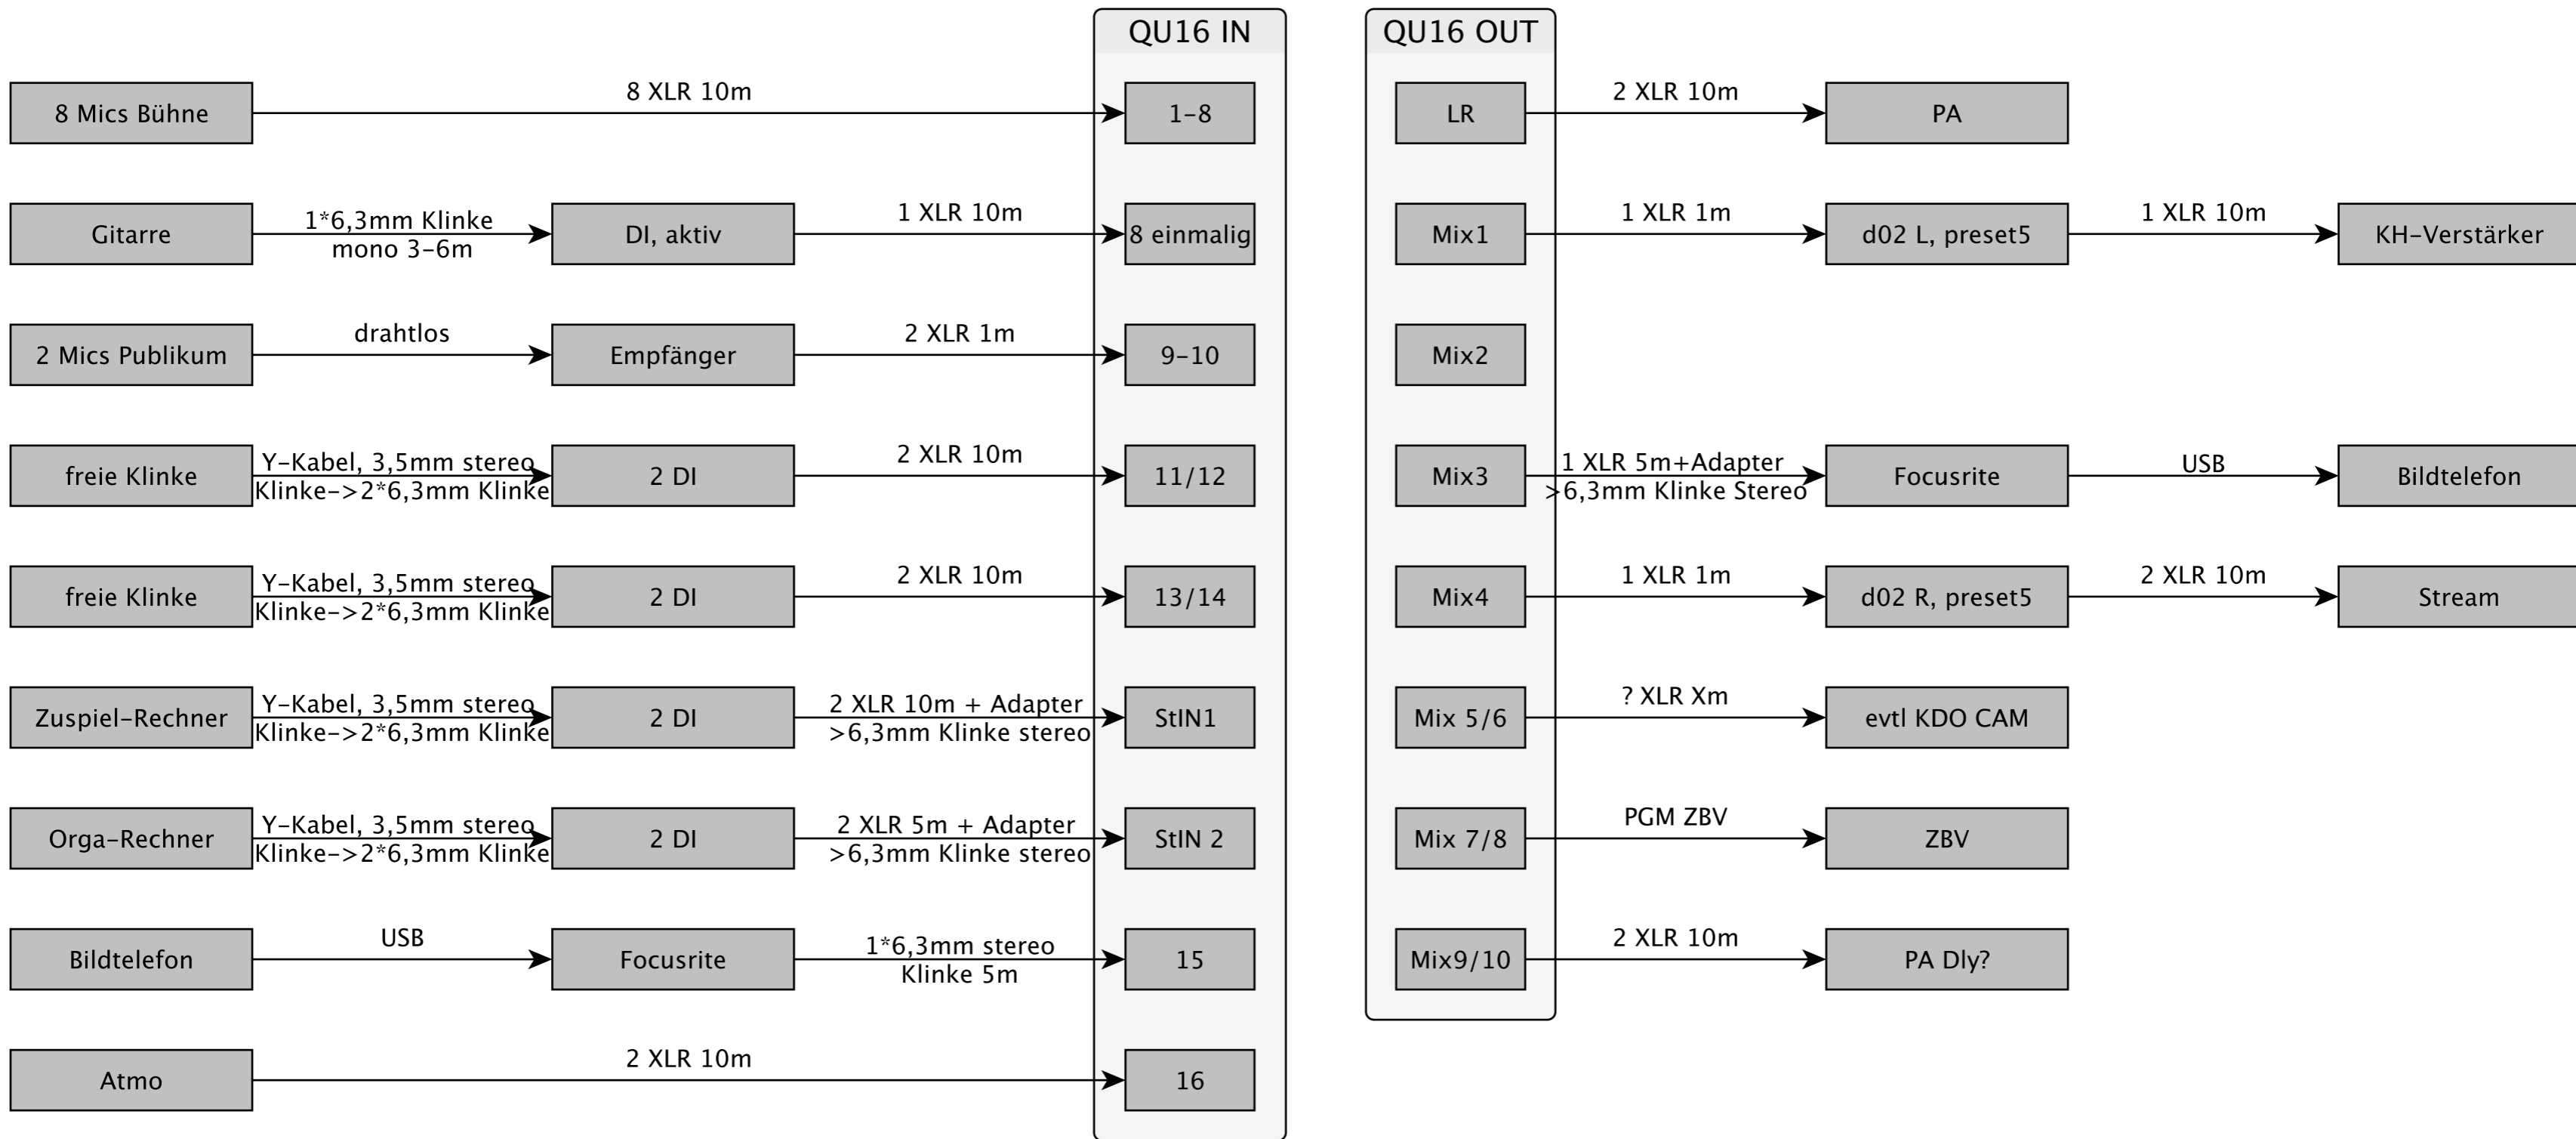 QU16 IN
QU16 OUT
8 Mics Bühne
8 XLR 10m
1-8
LR
2 XLR 10m
PA
Gitarre
1*6,3mm Klinke
mono 3-6m
DI, aktiv
1 XLR 10m
8 einmalig
Mix1
1 XLR 1m
d02 L, preset5
1 XLR 10m
KH-Verstärker
2 Mics Publikum
drahtlos
Empfänger
2 XLR 1m
9-10
Mix2
freie Klinke
Y-Kabel, 3,5mm stereo
Klinke->2*6,3mm Klinke
2 DI
2 XLR 10m
11/12
Mix3
1 XLR 5m+Adapter
>6,3mm Klinke Stereo
Focusrite
USB
Bildtelefon
freie Klinke
Y-Kabel, 3,5mm stereo
Klinke->2*6,3mm Klinke
2 DI
2 XLR 10m
13/14
Mix4
1 XLR 1m
d02 R, preset5
2 XLR 10m
Stream
Zuspiel-Rechner
Y-Kabel, 3,5mm stereo
Klinke->2*6,3mm Klinke
2 DI
2 XLR 10m + Adapter
>6,3mm Klinke stereo
StIN1
Mix 5/6
? XLR Xm
evtl KDO CAM
Orga-Rechner
Y-Kabel, 3,5mm stereo
Klinke->2*6,3mm Klinke
2 DI
2 XLR 5m + Adapter
>6,3mm Klinke stereo
StIN 2
Mix 7/8
PGM ZBV
ZBV
Bildtelefon
USB
Focusrite
1*6,3mm stereo
Klinke 5m
15
Mix9/10
2 XLR 10m
PA Dly?
Atmo
2 XLR 10m
16